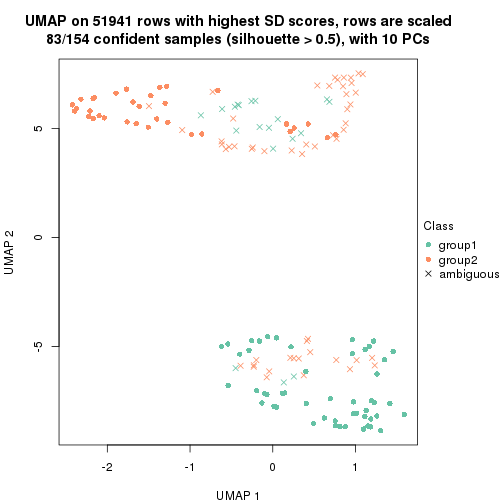 UMAP on 51941 rows with highest SD scores, rows are scaled
83/154 confident samples (silhouette > 0.5), with 10 PCs
5
0
-5
UMAP 2
-2
-1
0
1
UMAP 1
Class
group1
group2
ambiguous